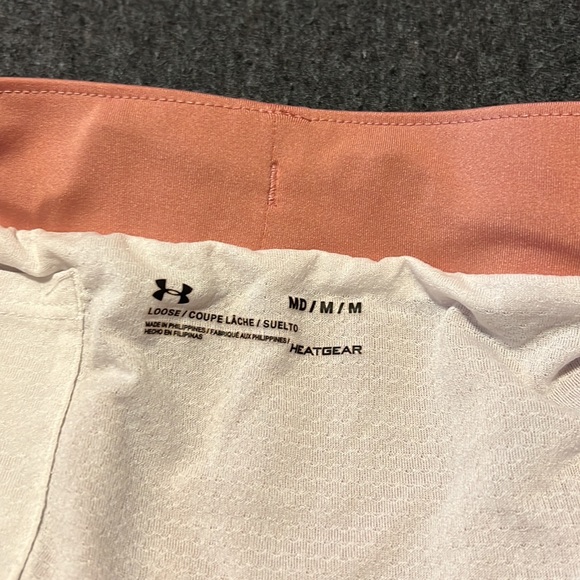 MD / M / M
LOOSE / COUPE LÂCHE / SUELTO
MADE IN PHILIPPINES / FABRIQUÉ AUX PHILIPPINES /
HECHO EN FILIPINAS
HEATGEAR